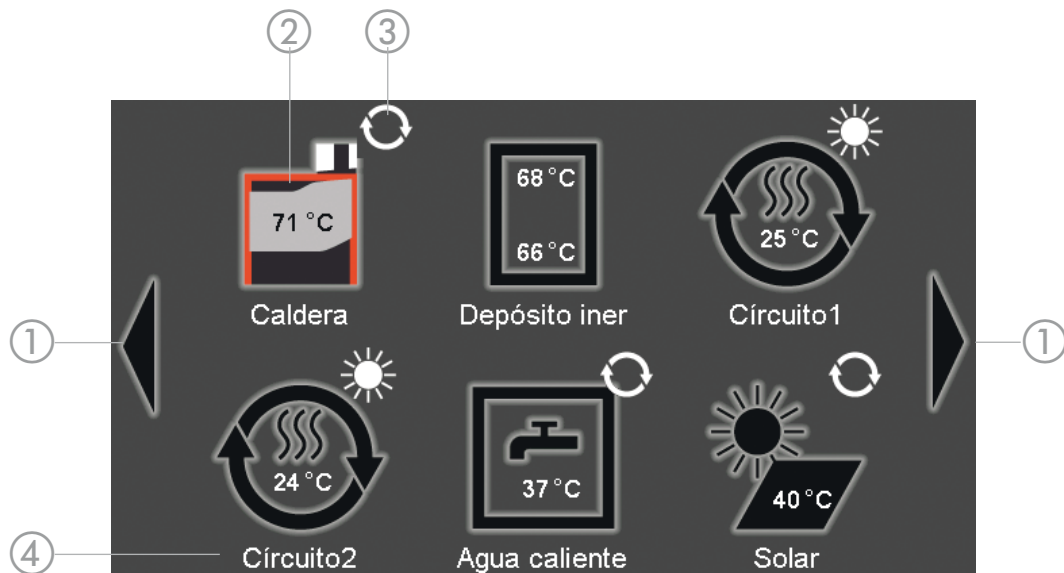 ② ③
71 °C
68 °C
66 °C
25 °C
Caldera Depósito iner Círcuito1
① ①
24 °C
37 °C
40 °C
④ Círcuito2 Agua caliente Solar